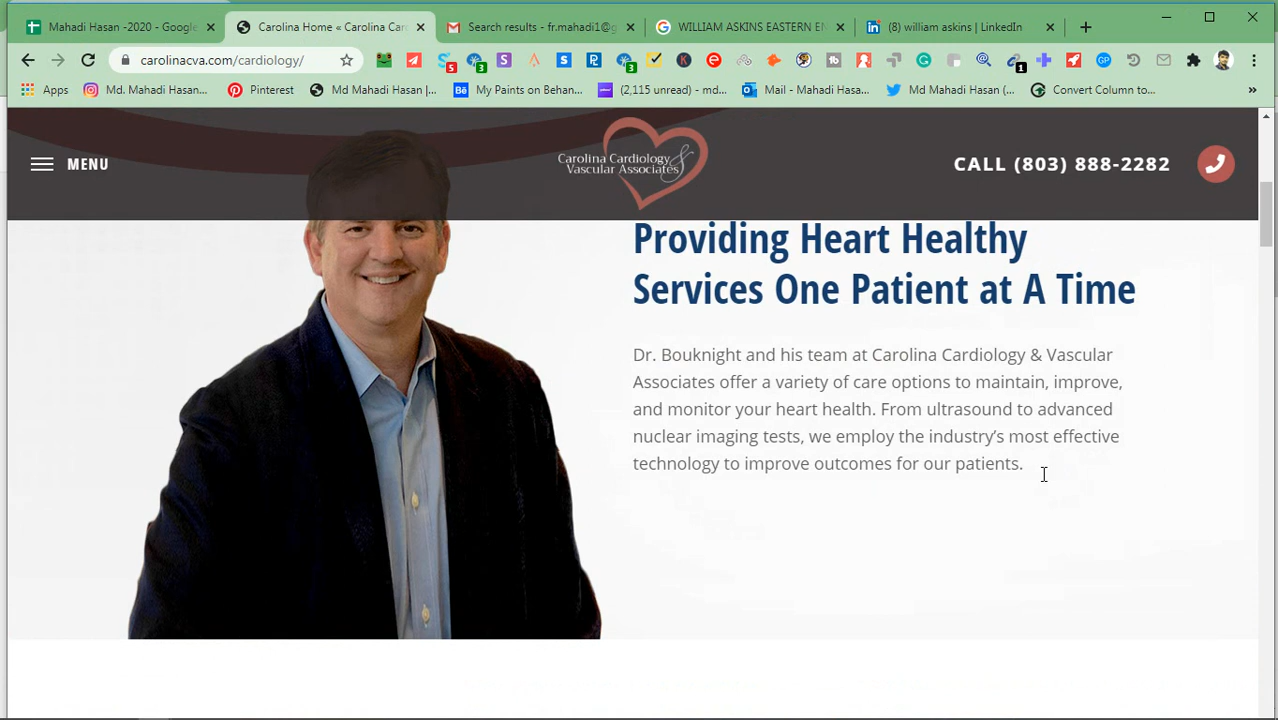 Mahadi Hasan -2020 - Google
Carolina Home « Carolina Car
Search results - fr.mahadi1@g
WILLIAM ASKINS EASTERN EN
(8) william askins | LinkedIn
carolinacva.com/cardiology/
5
3
3
1
GP
Apps
Md. Mahadi Hasan...
Pinterest
Md Mahadi Hasan |...
My Paints on Behan...
(2,115 unread) - md...
Mail - Mahadi Hasa...
Md Mahadi Hasan (...
Convert Column to...
»
MENU
Carolina Cardiology &
Vascular Associates
CALL (803) 888-2282
Providing Heart Healthy
Services One Patient at A Time
Dr. Bouknight and his team at Carolina Cardiology & Vascular
Associates offer a variety of care options to maintain, improve,
and monitor your heart health. From ultrasound to advanced
nuclear imaging tests, we employ the industry’s most effective
technology to improve outcomes for our patients.